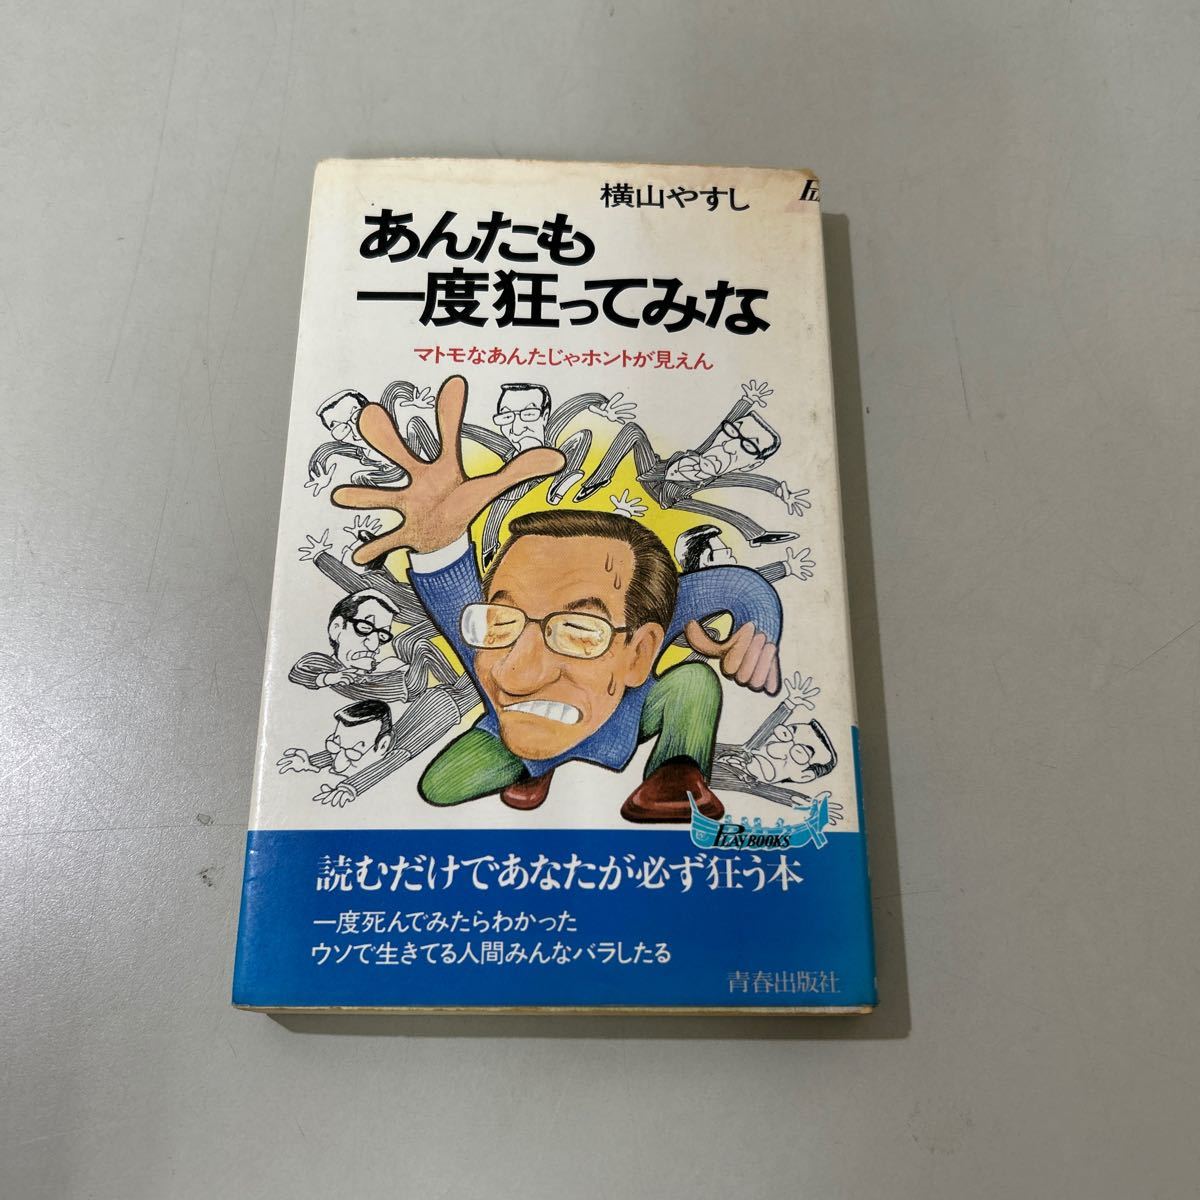 横山やすし
あんたも
一度狂ってみな
マトモなあんたじゃホントが見えん
PLAY BOOKS
読むだけであなたが必ず狂う本
一度死んでみたらわかった
ウソで生きてる人間みんなバラしたる
青春出版社